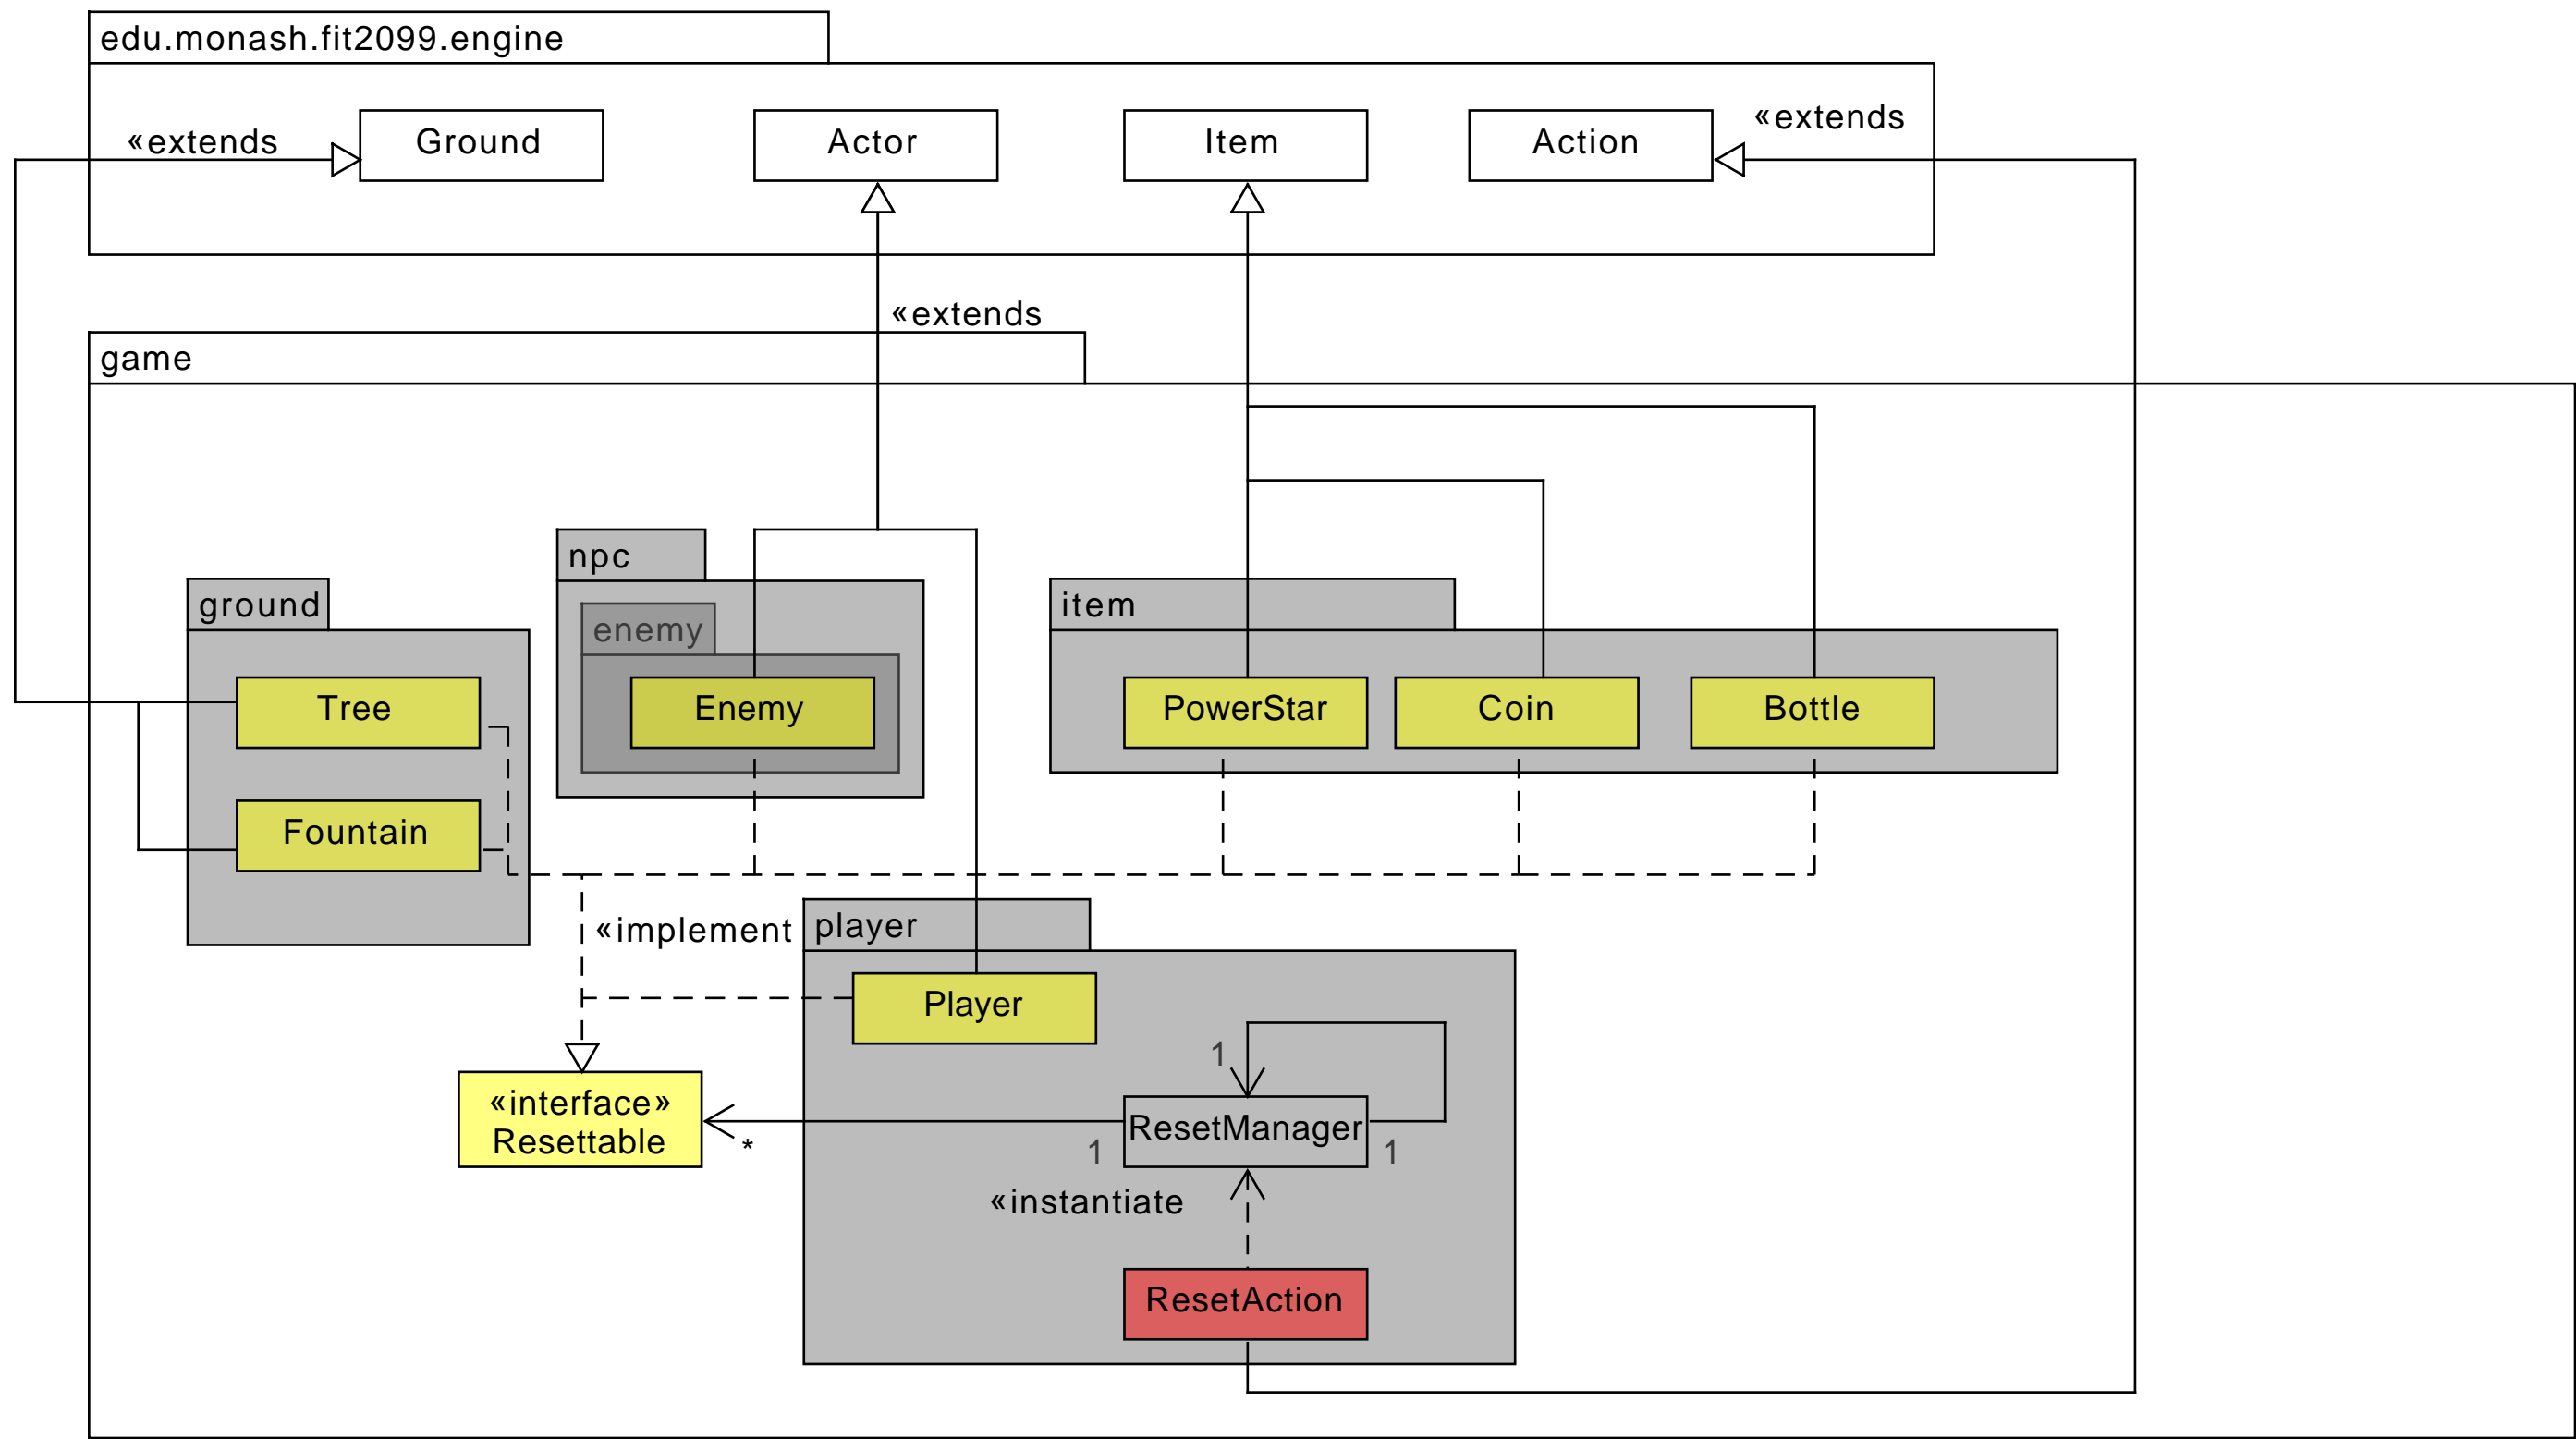 edu.monash.fit2099.engine
«extends
Ground
Actor
Item
Action
«extends
«extends
game
npc
ground
enemy
item
Tree
Enemy
PowerStar
Coin
Bottle
Fountain
«implement
player
Player
1
«interface»
Resettable
*
1
ResetManager
1
«instantiate
ResetAction